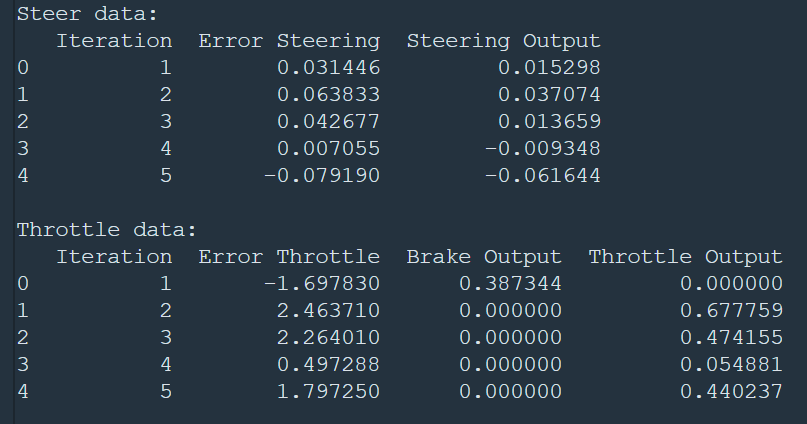 Steer data:
   Iteration  Error Steering  Steering Output
0          1        0.031446         0.015298
1          2        0.063833         0.037074
2          3        0.042677         0.013659
3          4        0.007055        -0.009348
4          5       -0.079190        -0.061644

Throttle data:
   Iteration  Error Throttle  Brake Output  Throttle Output
0          1       -1.697830      0.387344         0.000000
1          2        2.463710      0.000000         0.677759
2          3        2.264010      0.000000         0.474155
3          4        0.497288      0.000000         0.054881
4          5        1.797250      0.000000         0.440237